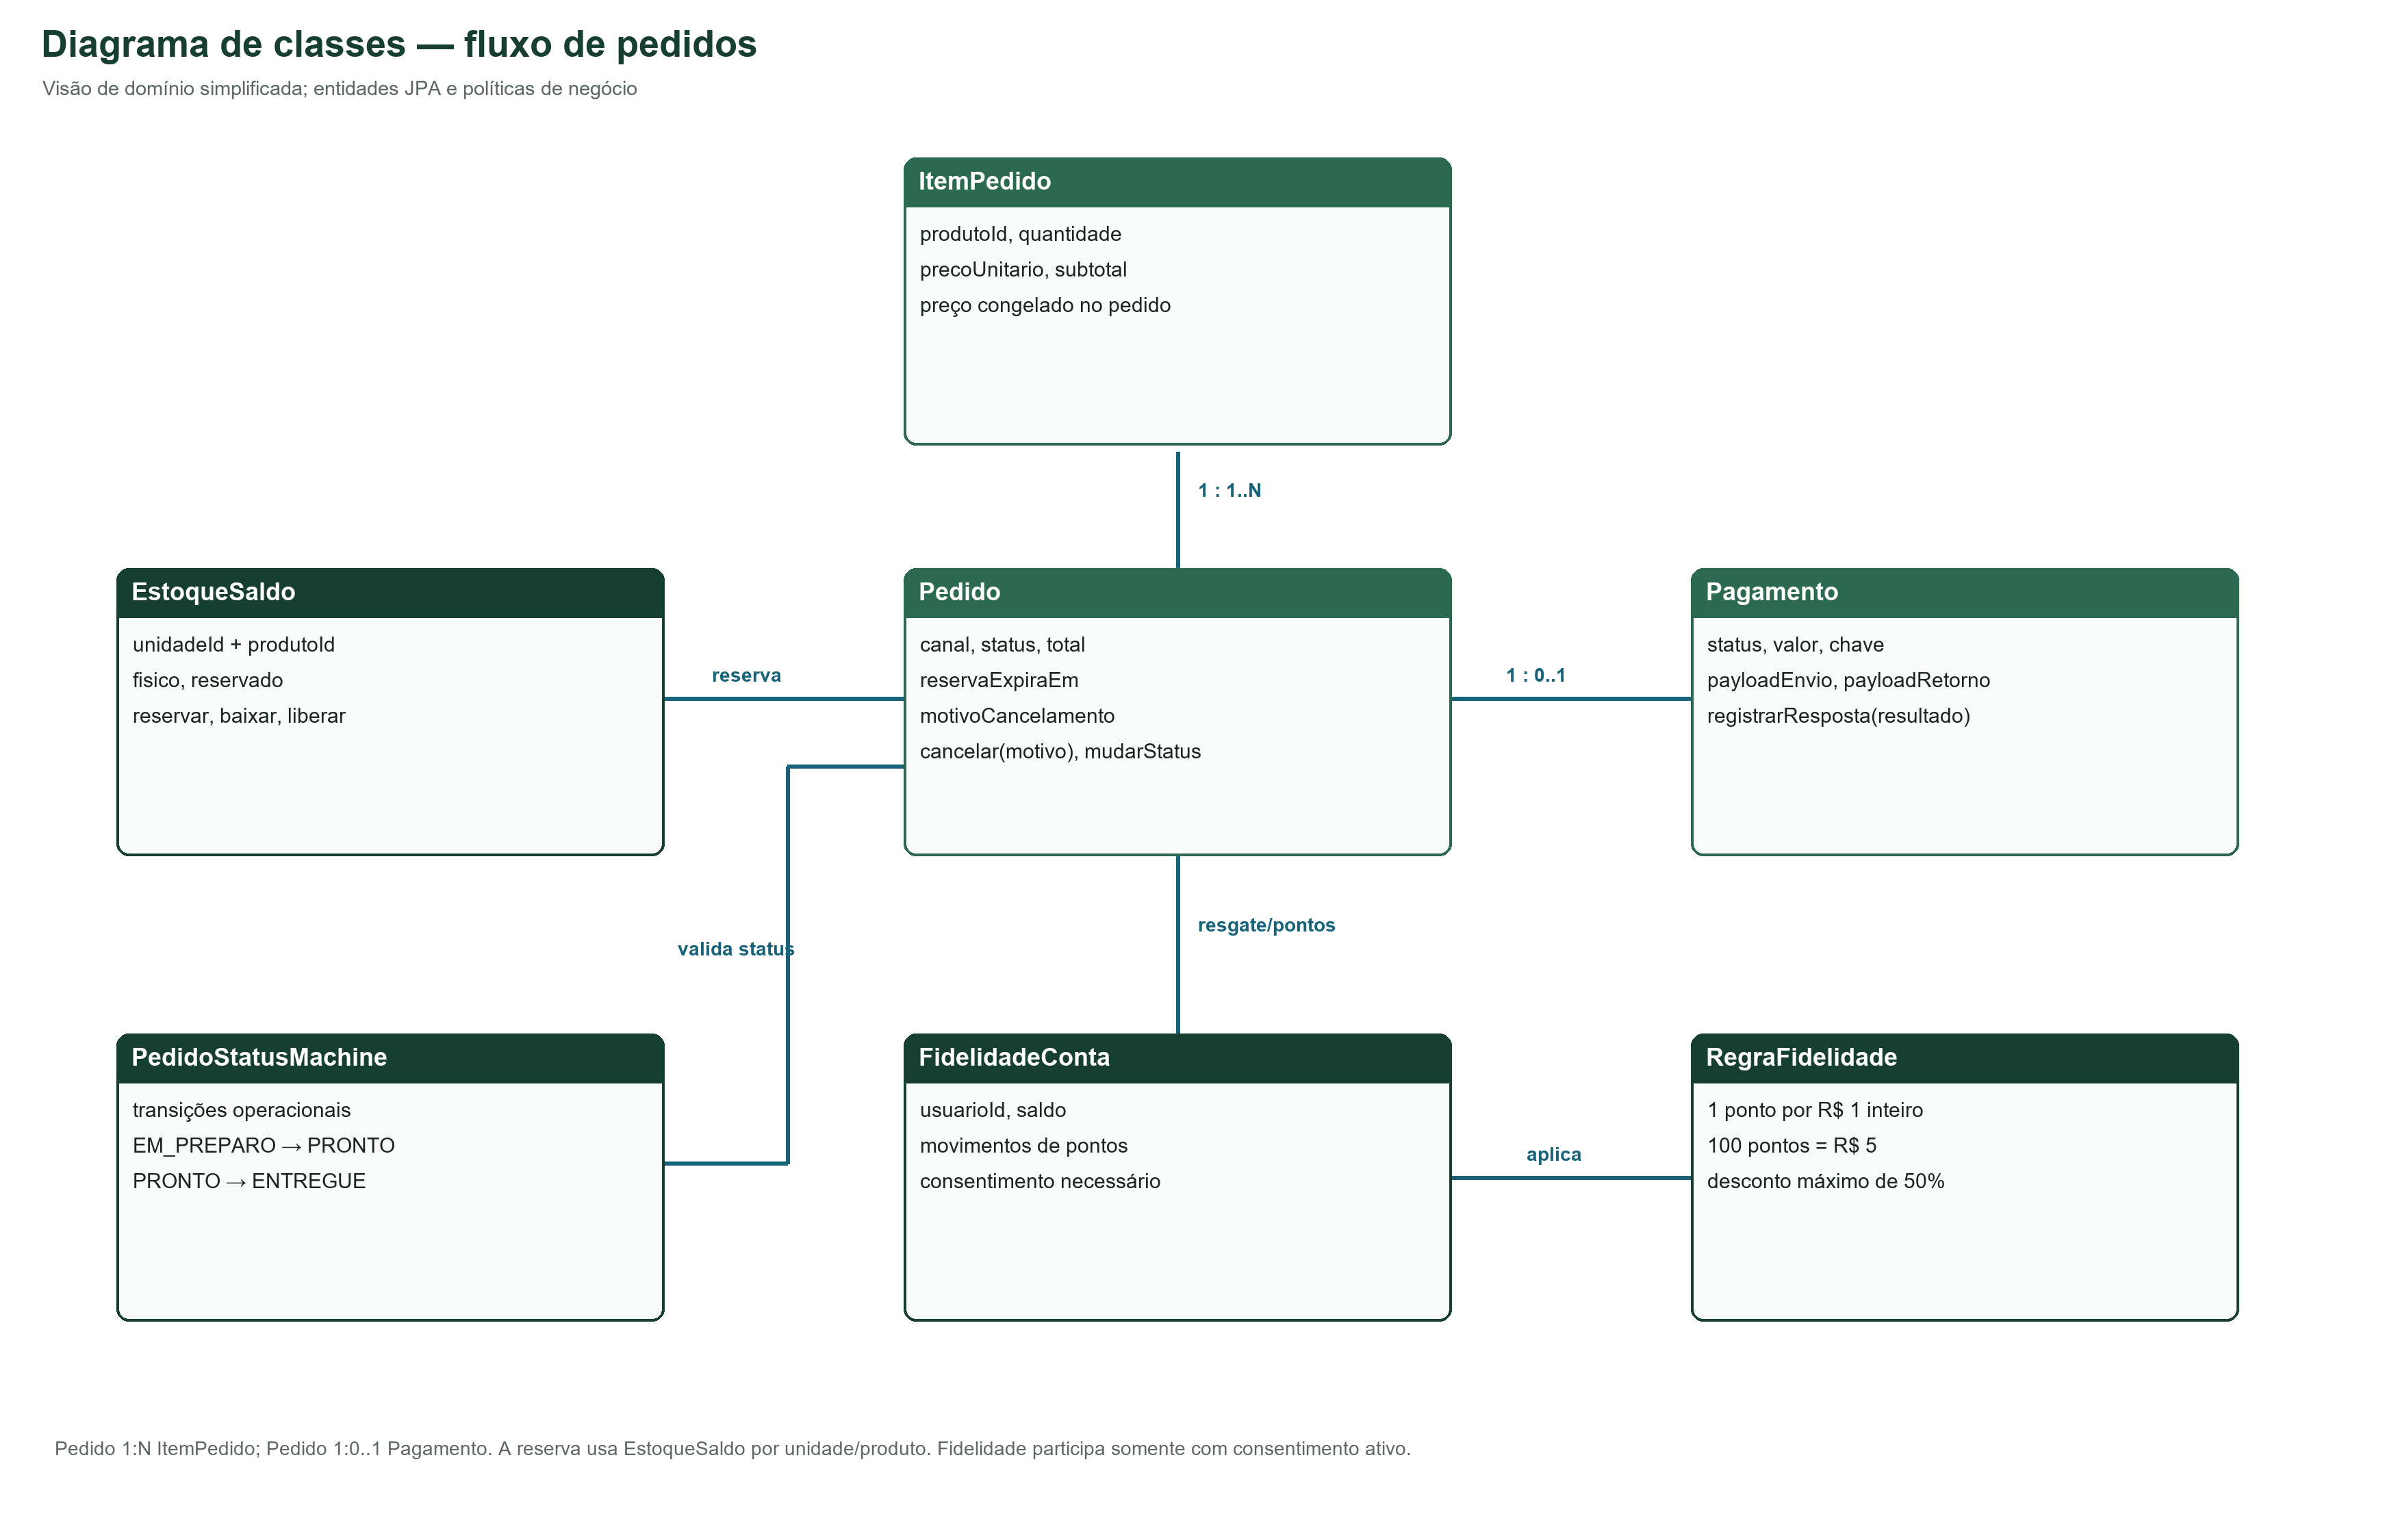 Diagrama de classes — fluxo de pedidos
Visão de domínio simplificada; entidades JPA e políticas de negócio
ItemPedido
produtoId, quantidade
precoUnitario, subtotal
preço congelado no pedido
1 : 1..N
EstoqueSaldo
unidadeId + produtoId
fisico, reservado
reservar, baixar, liberar
reserva
Pedido
canal, status, total
reservaExpiraEm
motivoCancelamento
cancelar(motivo), mudarStatus
1 : 0..1
Pagamento
status, valor, chave
payloadEnvio, payloadRetorno
registrarResposta(resultado)
valida status
resgate/pontos
PedidoStatusMachine
transições operacionais
EM_PREPARO → PRONTO
PRONTO → ENTREGUE
FidelidadeConta
usuarioId, saldo
movimentos de pontos
consentimento necessário
aplica
RegraFidelidade
1 ponto por R$ 1 inteiro
100 pontos = R$ 5
desconto máximo de 50%
Pedido 1:N ItemPedido; Pedido 1:0..1 Pagamento. A reserva usa EstoqueSaldo por unidade/produto. Fidelidade participa somente com consentimento ativo.